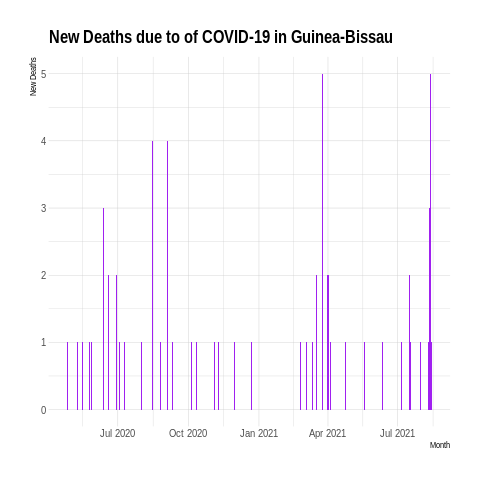 New Deaths due to of COVID-19 in Guinea-Bissau
New Deaths
5
4
3
2
1
0
Jul 2020 Oct 2020 Jan 2021 Apr 2021 Jul 2021
Month